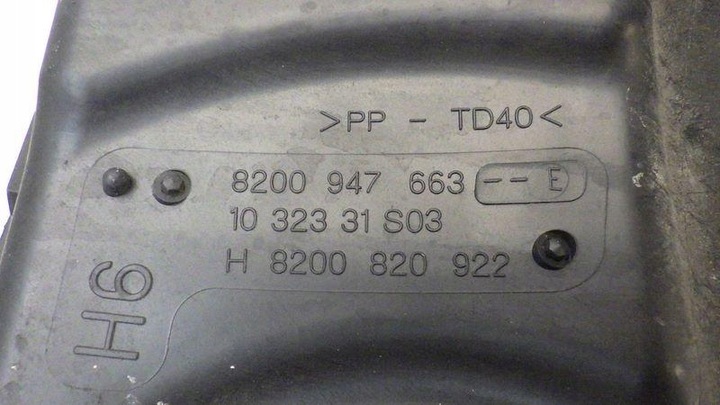 >PP - TD40<
8200 947 663 -- E
10 323 31 S03
H 8200 820 922
H6